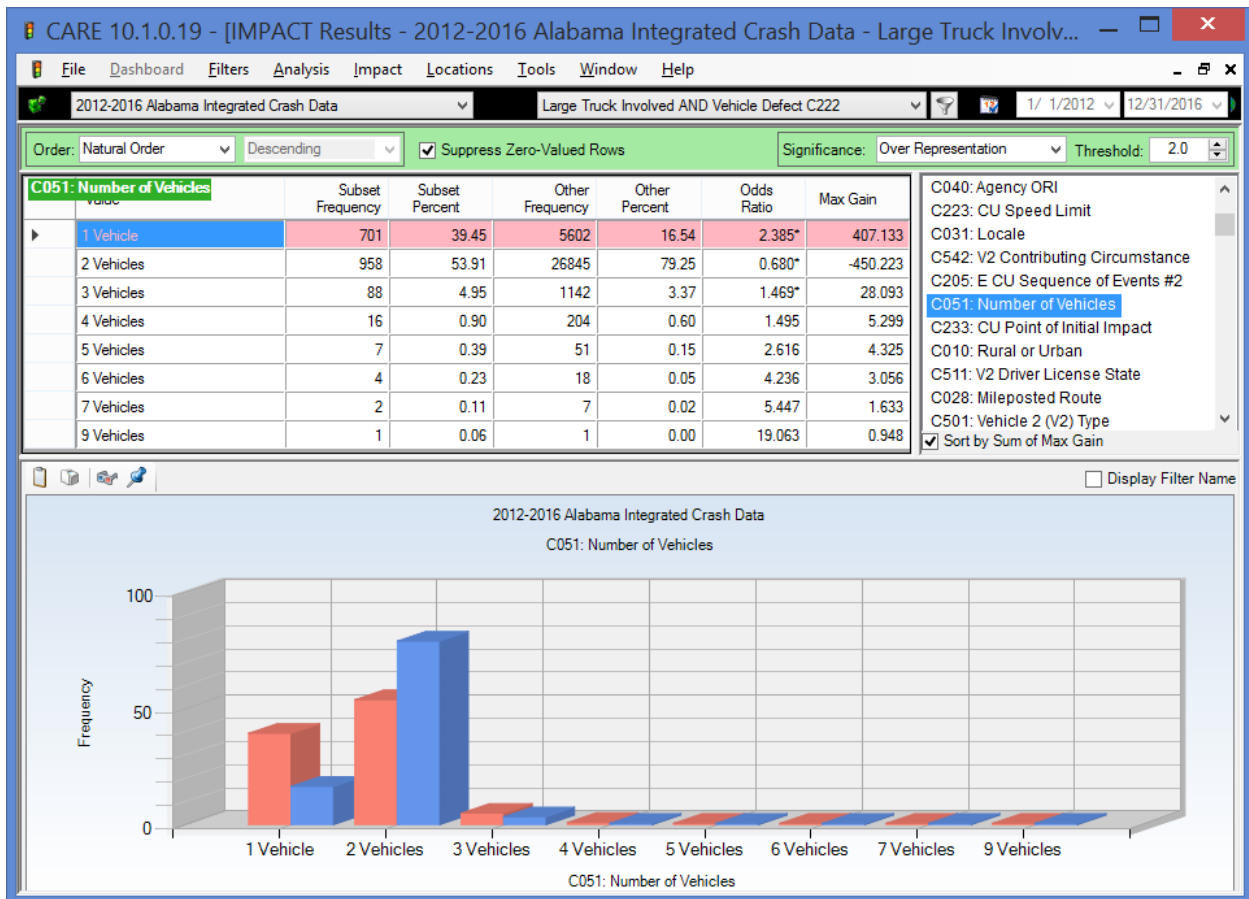 CARE 10.1.0.19 - [IMPACT Results - 2012-2016 Alabama Integrated Crash Data - Large Truck Involv...
File Dashboard Filters Analysis Impact Locations Tools Window Help
2012-2016 Alabama Integrated Crash Data Large Truck Involved AND Vehicle Defect C222 1/ 1/2012 12/31/2016
Order: Natural Order Descending Suppress Zero-Valued Rows Significance: Over Representation Threshold: 2.0
C051: Number of Vehicles Subset Frequency Subset Percent Other Frequency Other Percent Odds Ratio Max Gain
1 Vehicle 701 39.45 5602 16.54 2.385* 407.133
2 Vehicles 958 53.91 26845 79.25 0.680* -450.223
3 Vehicles 88 4.95 1142 3.37 1.469* 28.093
4 Vehicles 16 0.90 204 0.60 1.495 5.299
5 Vehicles 7 0.39 51 0.15 2.616 4.325
6 Vehicles 4 0.23 18 0.05 4.236 3.056
7 Vehicles 2 0.11 7 0.02 5.447 1.633
9 Vehicles 1 0.06 1 0.00 19.063 0.948
C040: Agency ORI
C223: CU Speed Limit
C031: Locale
C542: V2 Contributing Circumstance
C205: E CU Sequence of Events #2
C051: Number of Vehicles
C233: CU Point of Initial Impact
C010: Rural or Urban
C511: V2 Driver License State
C028: Mileposted Route
C501: Vehicle 2 (V2) Type
Sort by Sum of Max Gain
Display Filter Name
2012-2016 Alabama Integrated Crash Data
C051: Number of Vehicles
100
50
0
Frequency
1 Vehicle 2 Vehicles 3 Vehicles 4 Vehicles 5 Vehicles 6 Vehicles 7 Vehicles 9 Vehicles
C051: Number of Vehicles